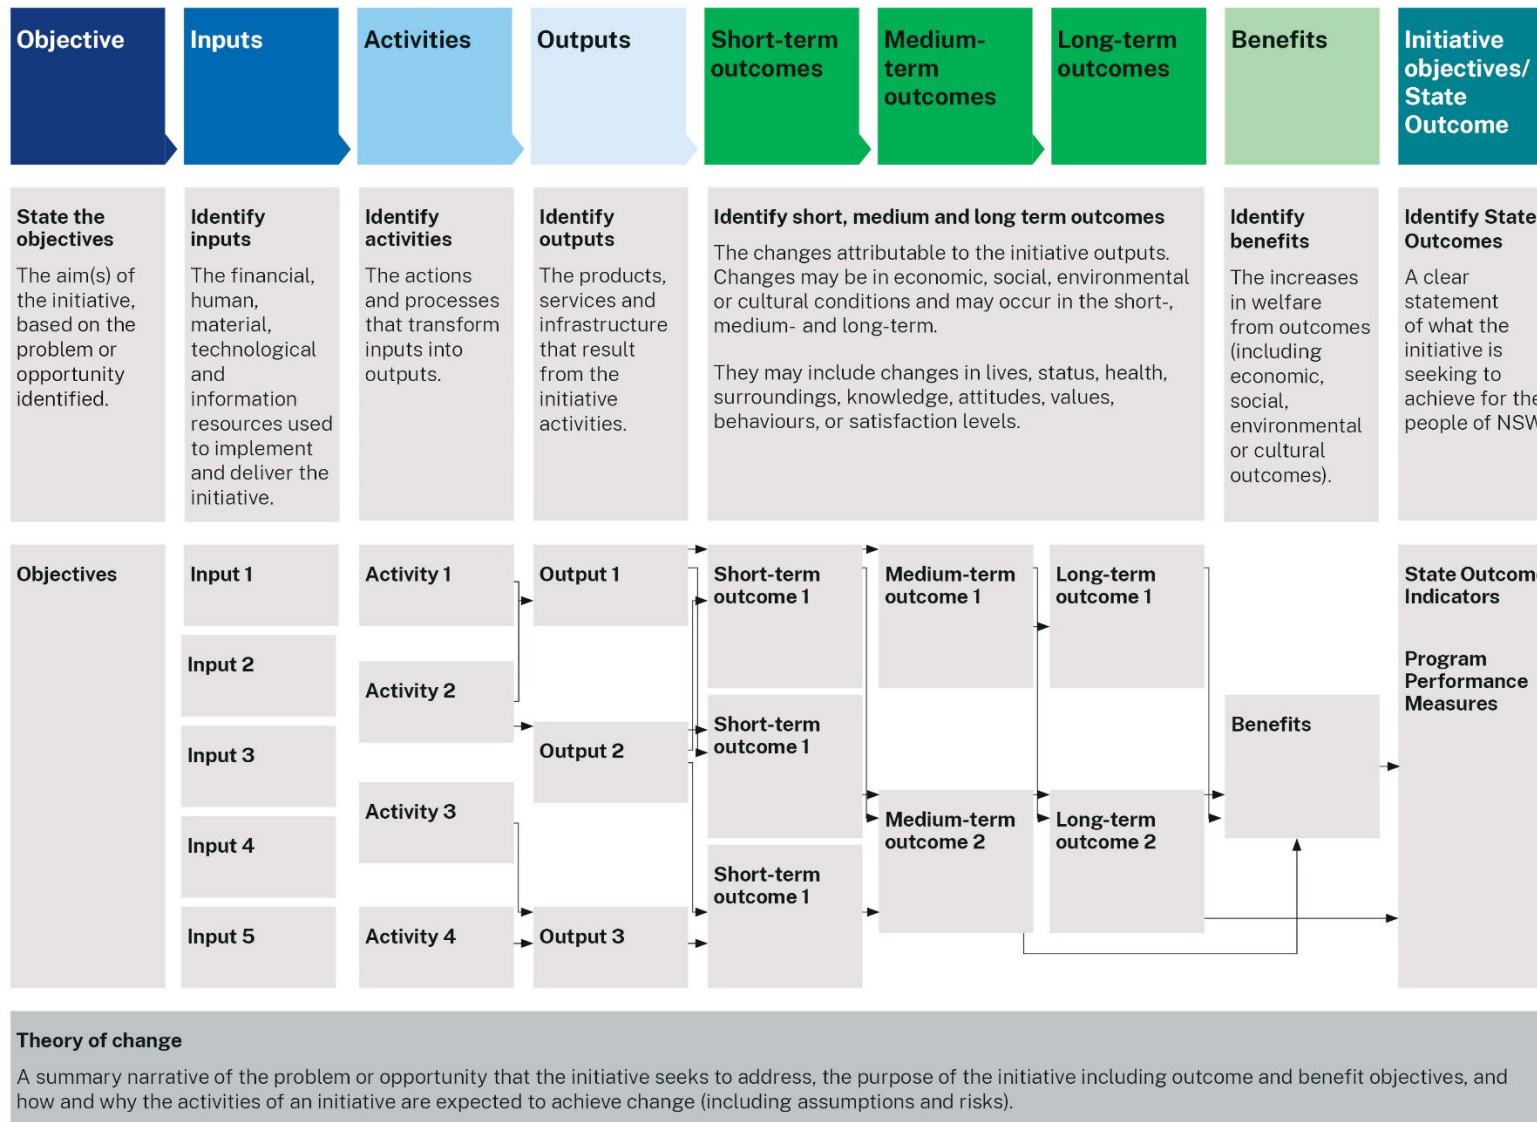 Objective
Inputs
Activities
Outputs
Short-term
outcomes
Medium-
term
outcomes
Long-term
outcomes
Benefits
Initiative
objectives/
State
Outcome
State the
objectives
The aim(s) of
the initiative,
based on the
problem or
opportunity
identified.
Identify
inputs
The financial,
human,
material,
technological
and
information
resources used
to implement
and deliver the
initiative.
Identify
activities
The actions
and processes
that transform
inputs into
outputs.
Identify
outputs
The products,
services and
infrastructure
that result
from the
initiative
activities.
Identify short, medium and long term outcomes
The changes attributable to the initiative outputs.
Changes may be in economic, social, environmental
or cultural conditions and may occur in the short-,
medium- and long-term.
They may include changes in lives, status, health,
surroundings, knowledge, attitudes, values,
behaviours, or satisfaction levels.
Identify
benefits
The increases
in welfare
from outcomes
(including
economic,
social,
environmental
or cultural
outcomes).
Identify State
Outcomes
A clear
statement
of what the
initiative is
seeking to
achieve for the
people of NSW
Objectives
Input 1
Input 2
Input 3
Input 4
Input 5
Activity 1
Activity 2
Activity 3
Activity 4
Output 1
Output 2
Output 3
Short-term
outcome 1
Short-term
outcome 1
Short-term
outcome 1
Medium-term
outcome 1
Medium-term
outcome 2
Long-term
outcome 1
Long-term
outcome 2
Benefits
State Outcome
Indicators
Program
Performance
Measures
Theory of change
A summary narrative of the problem or opportunity that the initiative seeks to address, the purpose of the initiative including outcome and benefit objectives, and
how and why the activities of an initiative are expected to achieve change (including assumptions and risks).